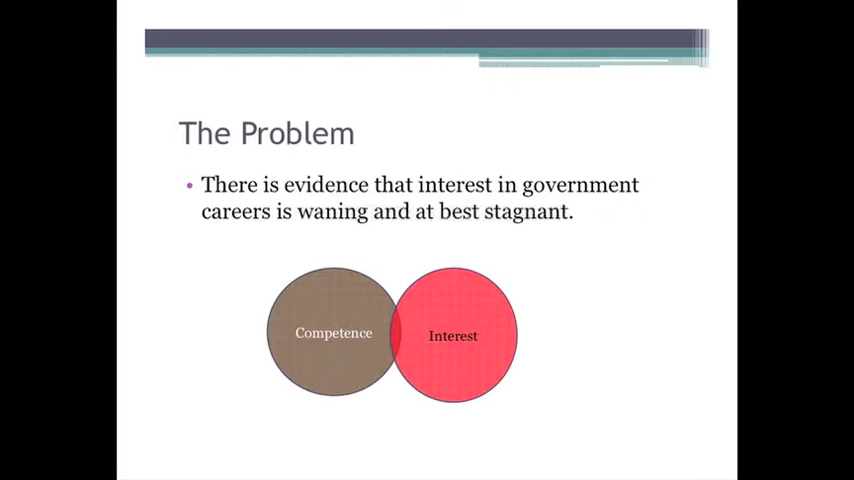 The Problem
• There is evidence that interest in government
careers is waning and at best stagnant.
Competence
Interest